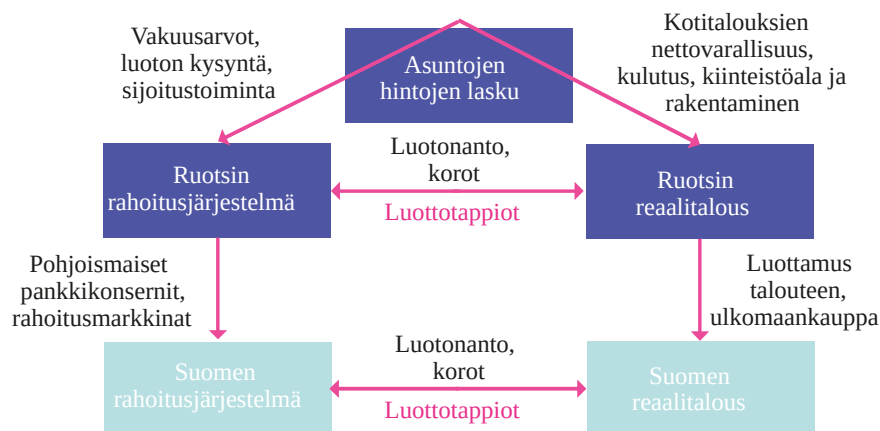 Vakuusarvot,
luoton kysyntä,
sijoitustoiminta
Asuntojen
hintojen lasku
Kotitalouksien
nettovarallisuus,
kulutus, kiinteistöala ja
rakentaminen
Ruotsin
rahoitusjärjestelmä
Luotonanto,
korot
Luottotappiot
Ruotsin
reaalitalous
Pohjoismaiset
pankkikonsernit,
rahoitusmarkkinat
Luottamus
talouteen,
ulkomaankauppa
Suomen
rahoitusjärjestelmä
Luotonanto,
korot
Luottotappiot
Suomen
reaalitalous